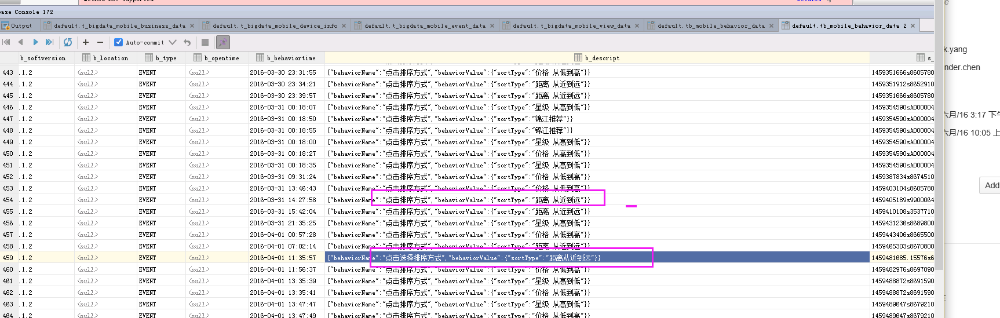 method not supported Details
base Console 172
Output default.t_bigdata_mobile_business_data × default.t_bigdata_mobile_device_info × default.t_bigdata_mobile_event_data × default.t_bigdata_mobile_view_data × default.tb_mobile_behavior_data × default.tb_mobile_behavior_data 2 ×
Auto-commit
b_softversion b_location b_type b_opentime b_behaviortime b_descript s_
443 .1.2 <null> EVENT <null> 2016-03-30 23:31:55 {"behaviorName":"点击排序方式","behaviorValue":{"sortType":"价格 从低到高"}} 1459351666s8605780
444 .1.2 <null> EVENT <null> 2016-03-30 23:34:21 {"behaviorName":"点击排序方式","behaviorValue":{"sortType":"距离 从近到远"}} 1459351912s8652910
445 .1.2 <null> EVENT <null> 2016-03-30 23:39:57 {"behaviorName":"点击排序方式","behaviorValue":{"sortType":"距离 从近到远"}} 1459351666s8605780
446 .1.2 <null> EVENT <null> 2016-03-31 00:18:07 {"behaviorName":"点击排序方式","behaviorValue":{"sortType":"星级 从高到低"}} 1459354590sA000004
447 .1.2 <null> EVENT <null> 2016-03-31 00:18:50 {"behaviorName":"点击排序方式","behaviorValue":{"sortType":"锦江推荐"}} 1459354590sA000004
448 .1.2 <null> EVENT <null> 2016-03-31 00:18:55 {"behaviorName":"点击排序方式","behaviorValue":{"sortType":"锦江推荐"}} 1459354590sA000004
449 .1.2 <null> EVENT <null> 2016-03-31 00:18:00 {"behaviorName":"点击排序方式","behaviorValue":{"sortType":"星级 从高到低"}} 1459354590sA000004
450 .1.2 <null> EVENT <null> 2016-03-31 00:18:27 {"behaviorName":"点击排序方式","behaviorValue":{"sortType":"价格 从高到低"}} 1459354590sA000004
451 .1.2 <null> EVENT <null> 2016-03-31 00:18:35 {"behaviorName":"点击排序方式","behaviorValue":{"sortType":"星级 从高到低"}} 1459354590sA000004
452 .1.2 <null> EVENT <null> 2016-03-31 09:31:24 {"behaviorName":"点击排序方式","behaviorValue":{"sortType":"价格 从低到高"}} 1459387834s8674510
453 .1.2 <null> EVENT <null> 2016-03-31 13:46:43 {"behaviorName":"点击排序方式","behaviorValue":{"sortType":"价格 从低到高"}} 1459403104s8605780
454 .1.2 <null> EVENT <null> 2016-03-31 14:27:58 {"behaviorName":"点击排序方式","behaviorValue":{"sortType":"距离 从近到远"}} 1459405189s9900064
455 .1.2 <null> EVENT <null> 2016-03-31 15:42:04 {"behaviorName":"点击排序方式","behaviorValue":{"sortType":"距离 从近到远"}} 1459410108s3537710
456 .1.2 <null> EVENT <null> 2016-03-31 21:35:25 {"behaviorName":"点击排序方式","behaviorValue":{"sortType":"星级 从高到低"}} 1459431236s8689800
457 .1.2 <null> EVENT <null> 2016-04-01 00:57:28 {"behaviorName":"点击排序方式","behaviorValue":{"sortType":"价格 从低到高"}} 1459443406s8665500
458 .1.2 <null> EVENT <null> 2016-04-01 07:02:14 {"behaviorName":"点击排序方式","behaviorValue":{"sortType":"距离 从近到远"}} 1459465303s8670800
459 .1.2 <null> EVENT <null> 2016-04-01 11:35:57 {"behaviorName":"点击选择排序方式","behaviorValue":{"sortType":"距离从近到远"}} 1459481685.15576s6
460 .1.2 <null> EVENT <null> 2016-04-01 11:56:37 {"behaviorName":"点击排序方式","behaviorValue":{"sortType":"价格 从低到高"}} 1459482976s8697090
461 .1.2 <null> EVENT <null> 2016-04-01 13:35:39 {"behaviorName":"点击排序方式","behaviorValue":{"sortType":"星级 从高到低"}} 1459488872s8691590
462 .1.2 <null> EVENT <null> 2016-04-01 13:35:41 {"behaviorName":"点击排序方式","behaviorValue":{"sortType":"价格 从低到高"}} 1459488872s8691590
463 .1.2 <null> EVENT <null> 2016-04-01 13:47:47 {"behaviorName":"点击排序方式","behaviorValue":{"sortType":"星级 从高到低"}} 1459489647s8679210
464 .1.2 <null> EVENT <null> 2016-04-01 13:47:49 {"behaviorName":"点击排序方式","behaviorValue":{"sortType":"价格 从低到高"}} 1459489647s8679210
k.yang
nder.chen
六月/16 3:17 下午
六月/16 10:05 上
Add